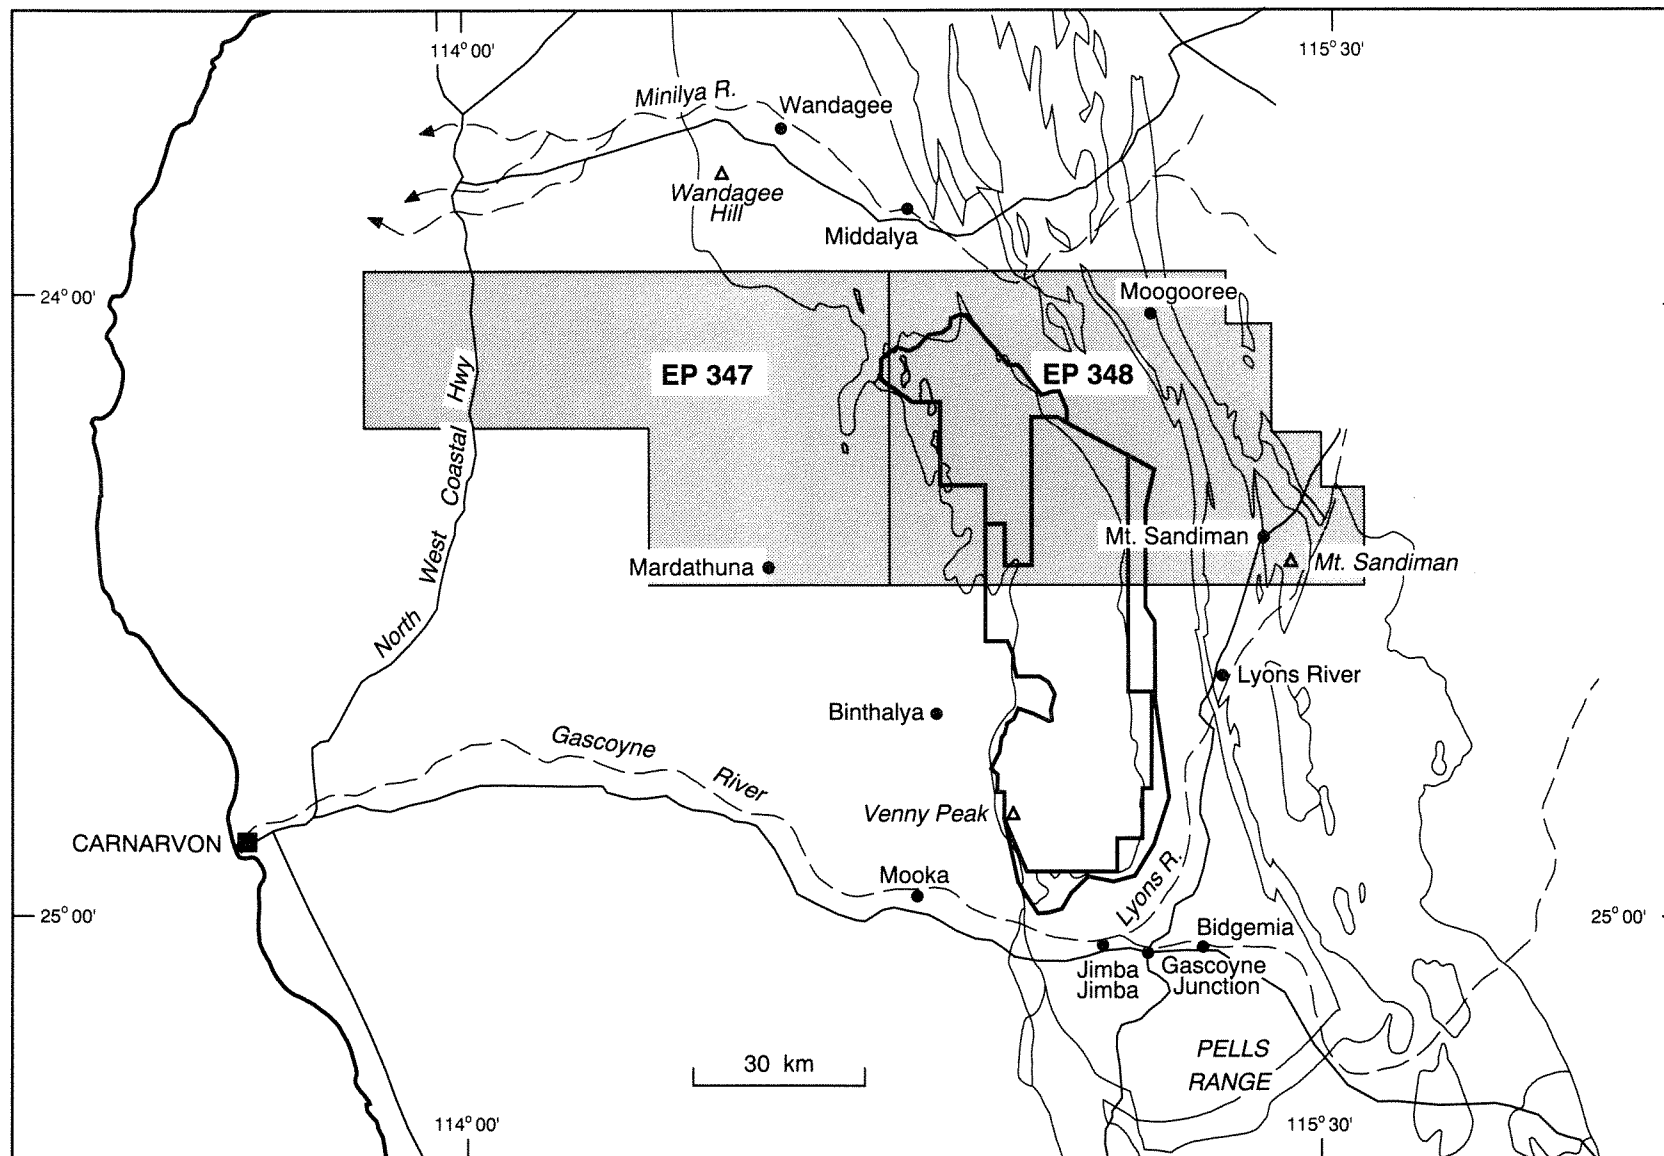 114° 00'
115° 30'
Minilya R.
Wandagee
Wandagee
Hill
Middalya
24° 00'
Moogooree
EP 347
EP 348
North West Coastal Hwy
Mt. Sandiman
Mt. Sandiman
Mardathuna
Lyons River
Binthalya
Gascoyne River
Venny Peak
CARNARVON
Mooka
Lyons R.
25° 00'
25° 00'
Bidgemia
Jimba
Jimba
Gascoyne
Junction
PELLS
RANGE
30 km
114° 00'
115° 30'